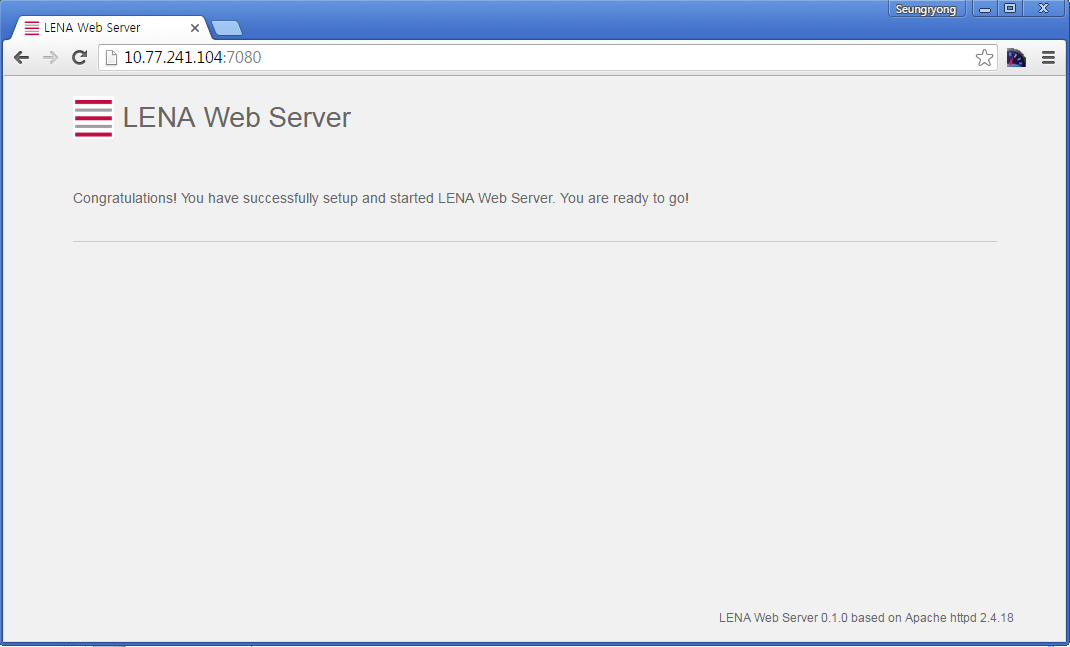 Seungryong
LENA Web Server
10.77.241.104:7080
LENA Web Server
Congratulations! You have successfully setup and started LENA Web Server. You are ready to go!
LENA Web Server 0.1.0 based on Apache httpd 2.4.18